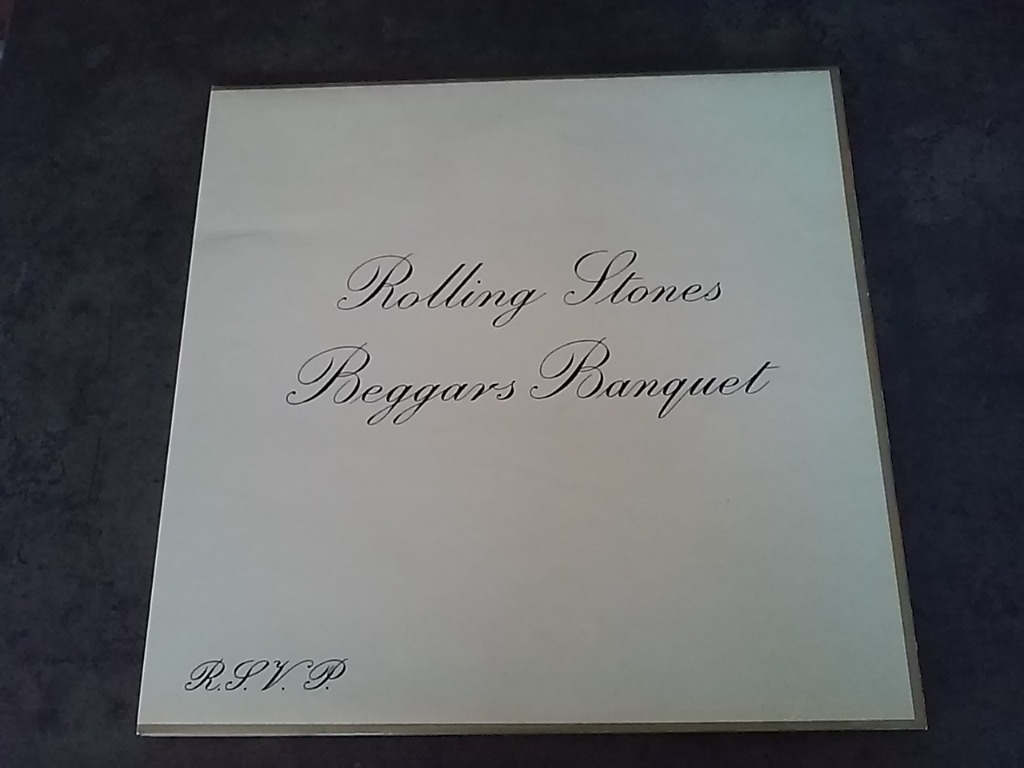 Rolling Stones
Beggars Banquet
R.S.V.P.